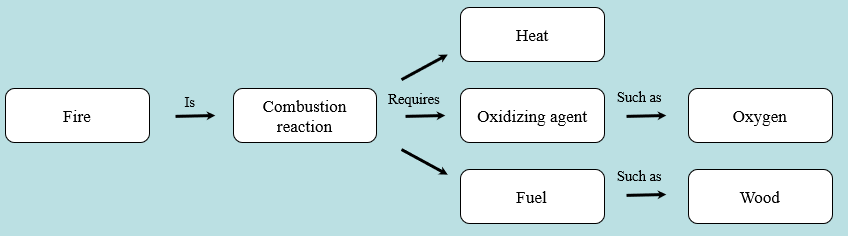 Heat
Fire
Is
Combustion
reaction
Requires
Oxidizing agent
Such as
Oxygen
Fuel
Such as
Wood